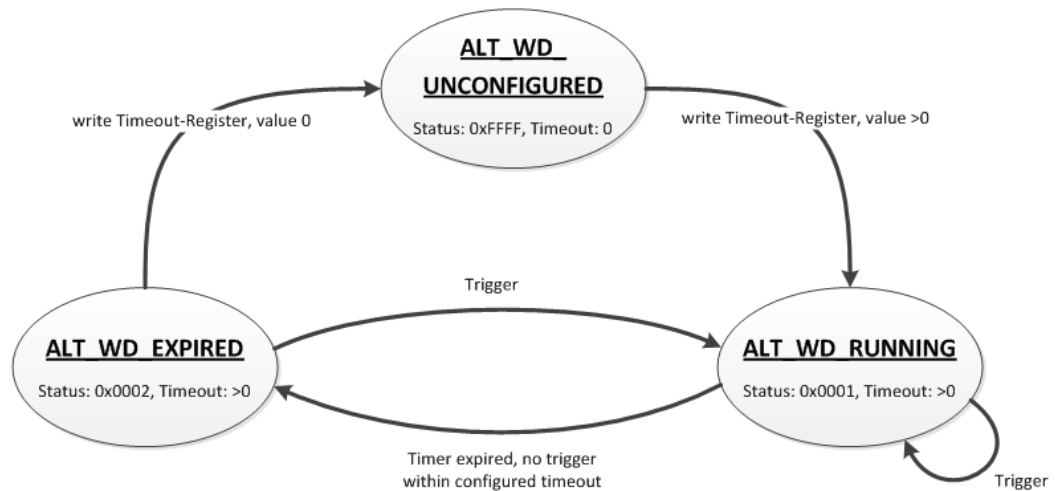 ALT_WD_
UNCONFIGURED
Status: 0xFFFF, Timeout: 0
write Timeout-Register, value 0
write Timeout-Register, value >0
Trigger
ALT_WD_EXPIRED
Status: 0x0002, Timeout: >0
ALT_WD_RUNNING
Status: 0x0001, Timeout: >0
Timer expired, no trigger
within configured timeout
Trigger